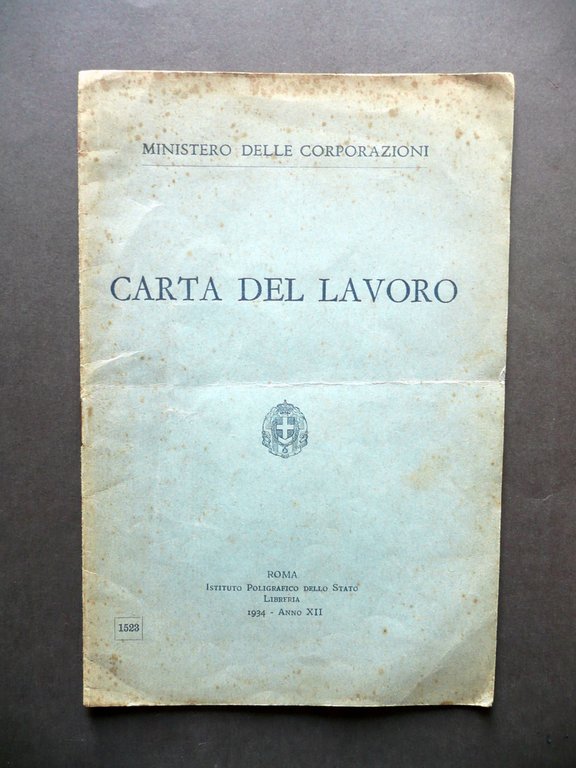 MINISTERO DELLE CORPORAZIONI
CARTA DEL LAVORO
ROMA
ISTITUTO POLIGRAFICO DELLO STATO
LIBRERIA
1934 - ANNO XII
1523